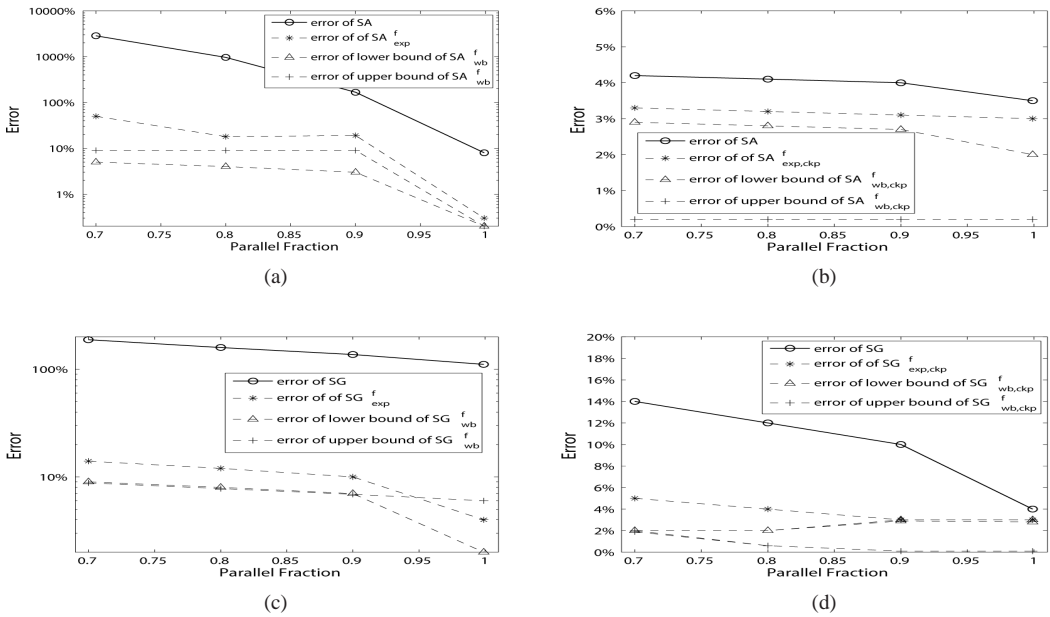 10000%
1000%
100%
10%
1%
Error
error of SA
error of of SA f exp
error of lower bound of SA f wb
error of upper bound of SA f wb
0.7 0.75 0.8 0.85 0.9 0.95 1
Parallel Fraction
(a)
6%
5%
4%
3%
2%
1%
0%
Error
error of SA
error of of SA f exp,ckp
error of lower bound of SA f wb,ckp
error of upper bound of SA f wb,ckp
0.7 0.75 0.8 0.85 0.9 0.95 1
Parallel Fraction
(b)
100%
10%
Error
error of SG
error of of SG f exp
error of lower bound of SG f wb
error of upper bound of SG f wb
0.7 0.75 0.8 0.85 0.9 0.95 1
Parallel Fraction
(c)
20%
18%
16%
14%
12%
10%
8%
6%
4%
2%
0%
Error
error of SG
error of of SG f exp,ckp
error of lower bound of SG f wb,ckp
error of upper bound of SG f wb,ckp
0.7 0.75 0.8 0.85 0.9 0.95 1
Parallel Fraction
(d)